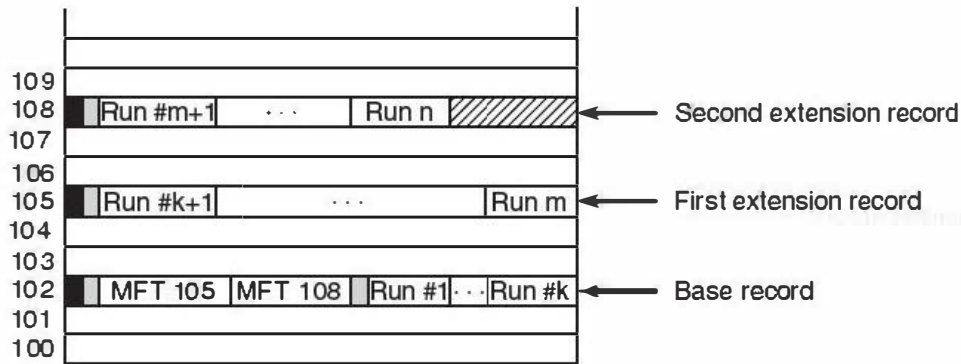 109
108 Run #m+1 · · · Run n Second extension record
107
106
105 Run #k+1 · · · Run m First extension record
104
103
102 MFT 105 MFT 108 Run #1 · · · Run #k Base record
101
100